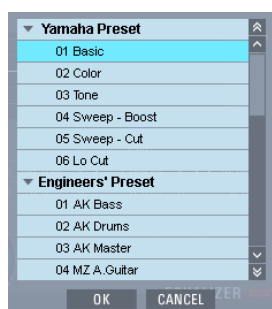 Yamaha Preset
01 Basic
02 Color
03 Tone
04 Sweep - Boost
05 Sweep - Cut
06 Lo Cut
Engineers' Preset
01 AK Bass
02 AK Drums
03 AK Master
04 MZ A.Guitar
OK CANCEL